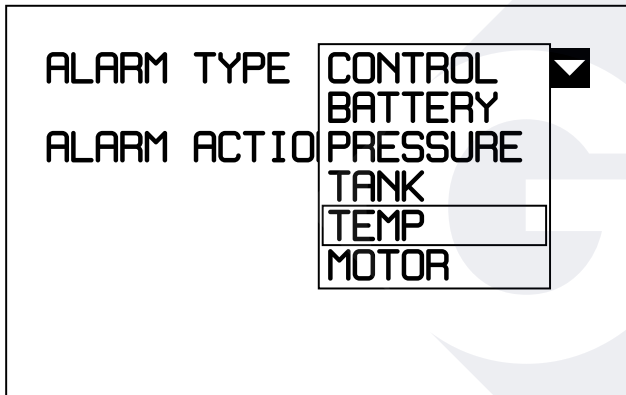 ALARM TYPE CONTROL
BATTERY
ALARM ACTIO PRESSURE
TANK
TEMP
MOTOR